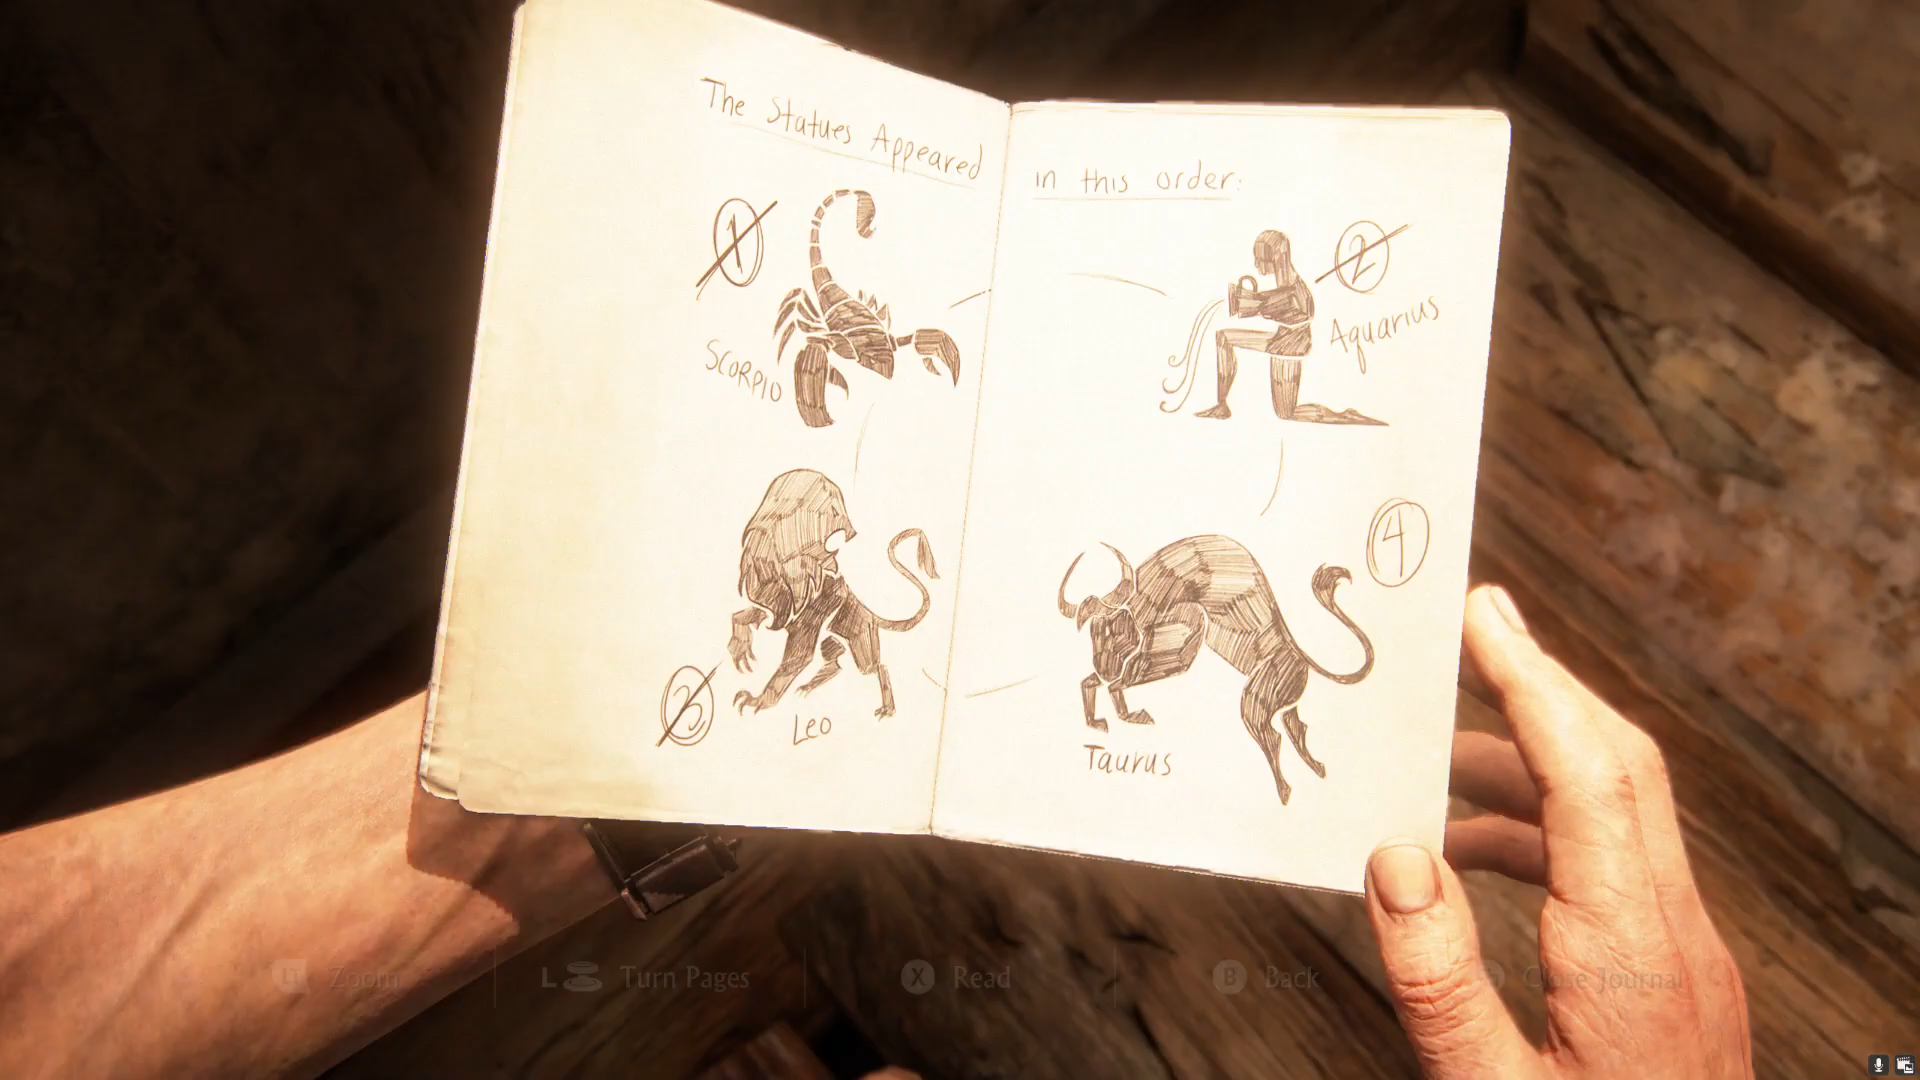 The Statues Appeared
in this order:
1
2
Scorpio
Aquarius
3
Leo
4
Taurus
LT Zoom
L Turn Pages
X Read
B Back
Close Journal